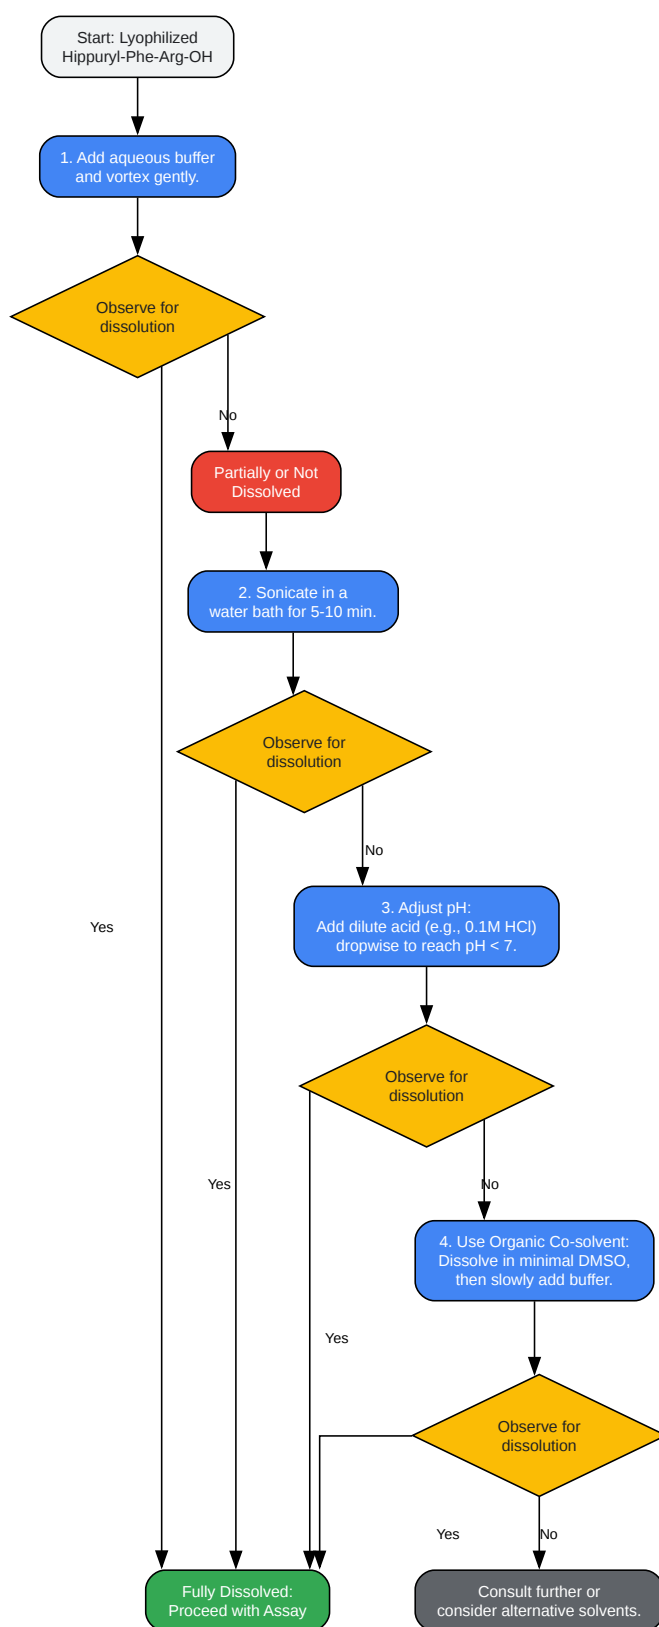 Start: Lyophilized
Hippuryl-Phe-Arg-OH
1. Add aqueous buffer
and vortex gently.
Observe for
dissolution
No
Partially or Not
Dissolved
2. Sonicate in a
water bath for 5-10 min.
Observe for
dissolution
No
3. Adjust pH:
Add dilute acid (e.g., 0.1M HCl)
dropwise to reach pH < 7.
Yes
Observe for
dissolution
Yes
No
4. Use Organic Co-solvent:
Dissolve in minimal DMSO,
then slowly add buffer.
Yes
Observe for
dissolution
Yes
No
Fully Dissolved:
Proceed with Assay
Consult further or
consider alternative solvents.